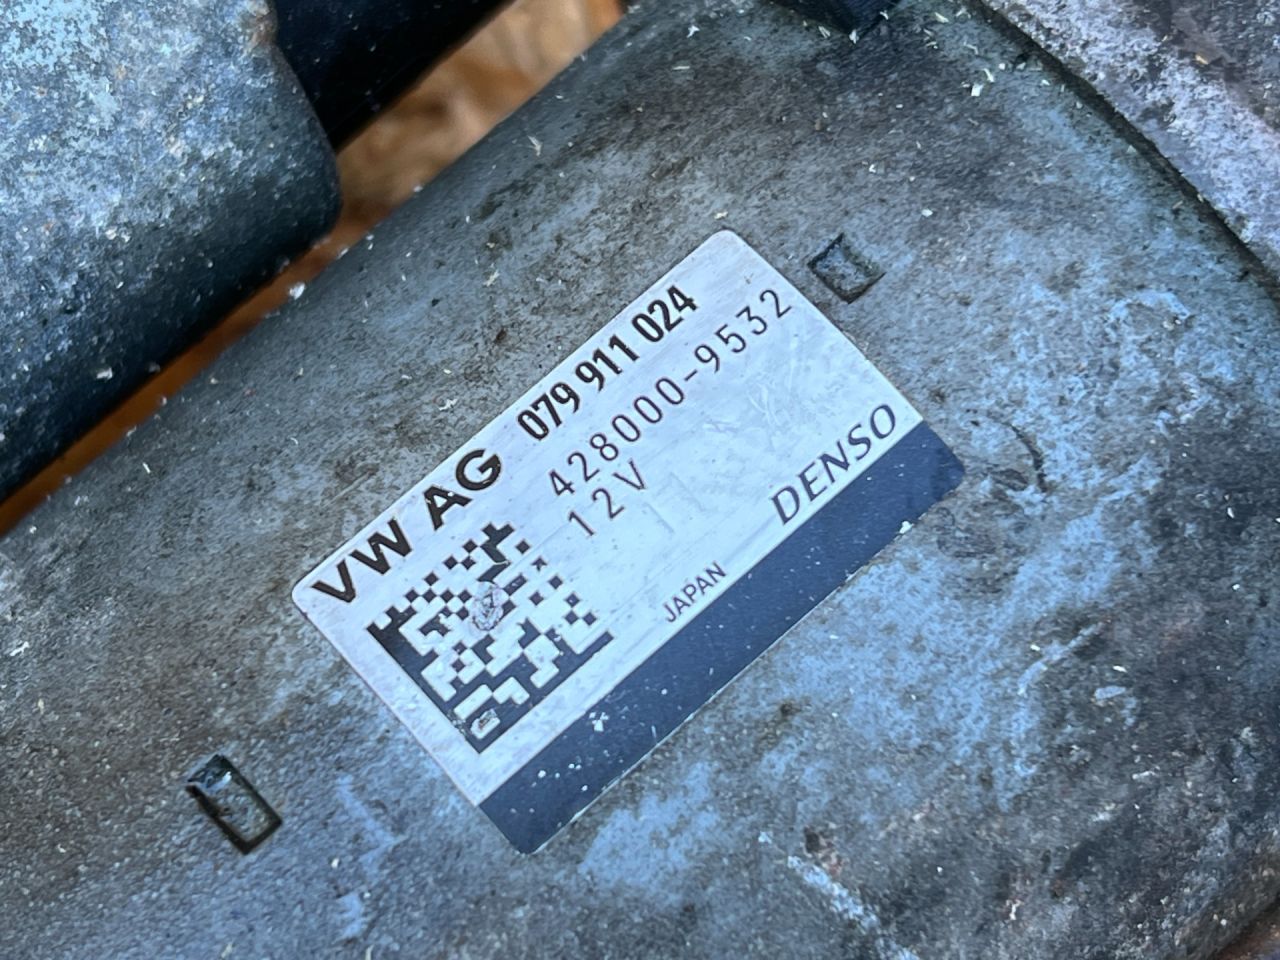 VW AG 079 911 024
428000-9532
12V
DENSO
JAPAN